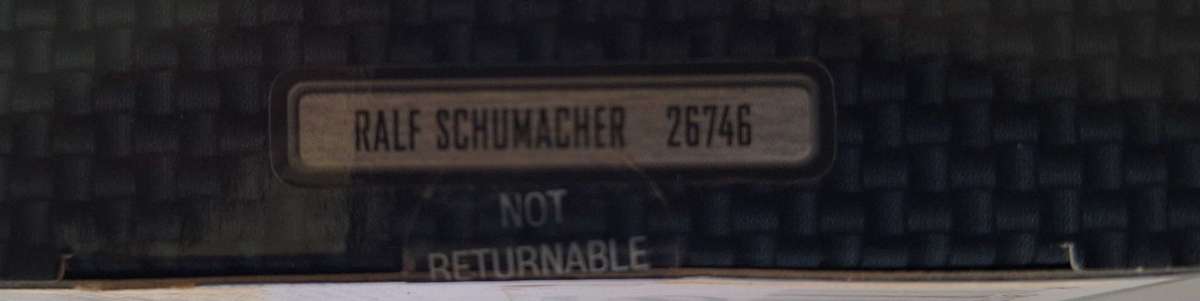 RALF SCHUMACHER 26746
NOT
RETURNABLE